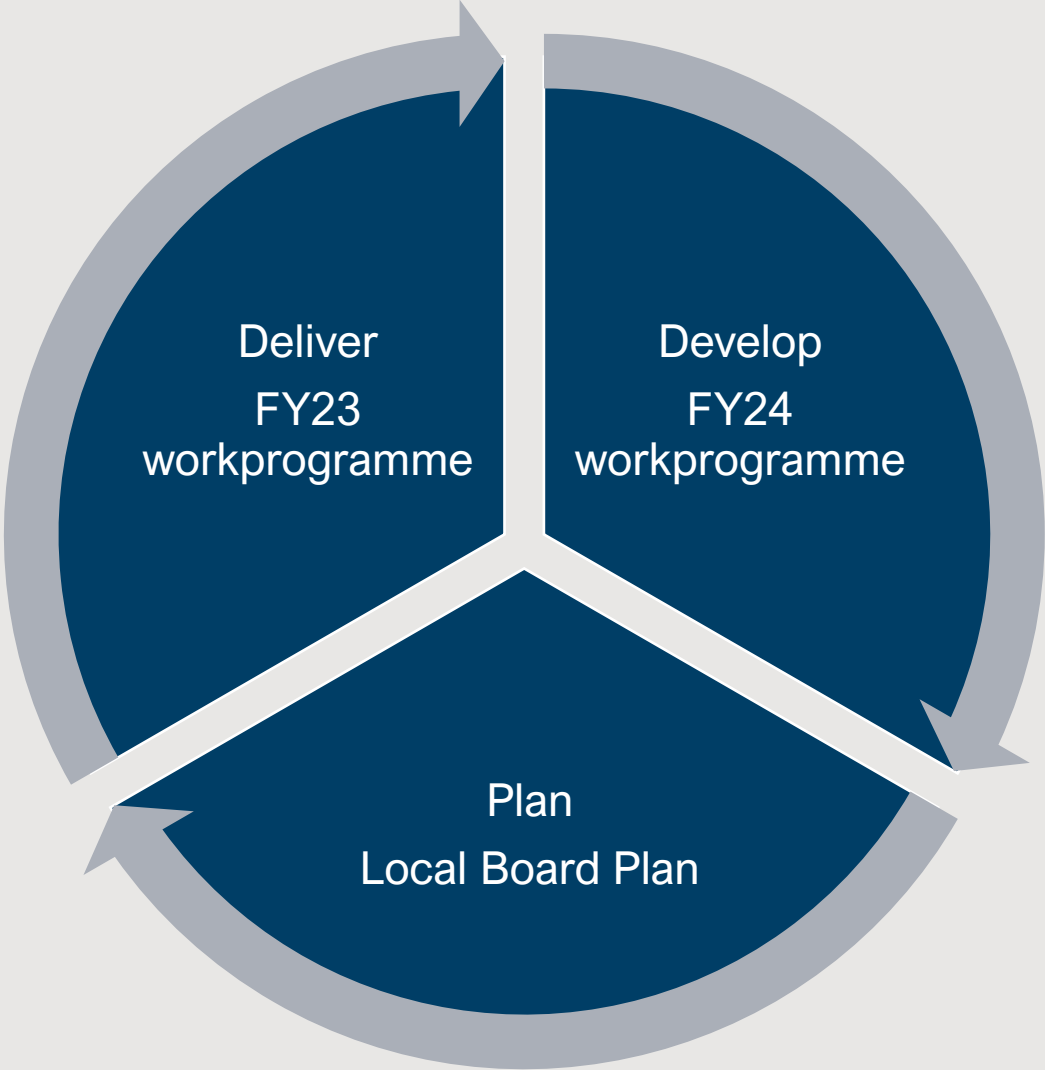 Deliver
FY23
workprogramme
Develop
FY24
workprogramme
Plan
Local Board Plan